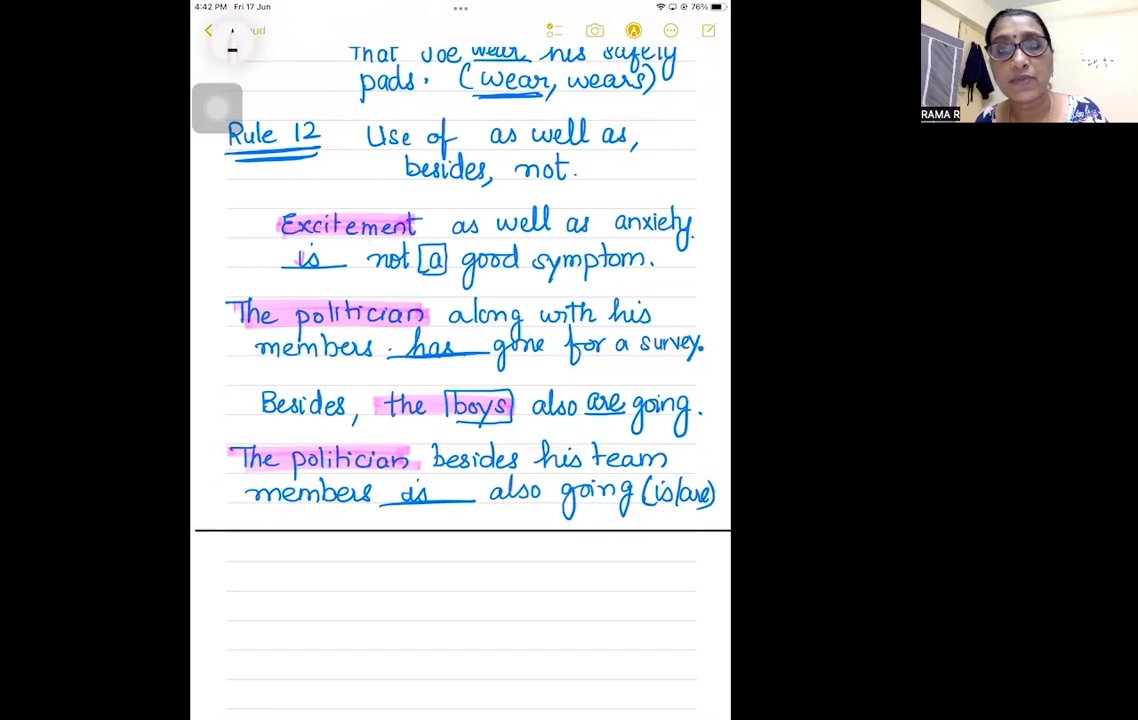 4:42 PM Fri 17 Jun
76%
That Joe wear his safety
pads. (wear, wears)
RAMA R
Rule 12 Use of as well as,
besides, not.
Excitement as well as anxiety.
is not a good symptom.
The politician along with his
members. has gone for a survey.
Besides, the boys also are going.
The politician besides his team
members is also going (is/are)